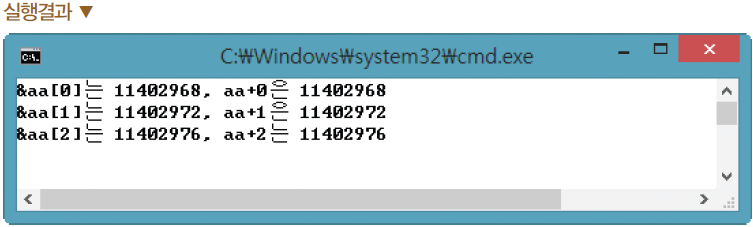 실행결과 ▼
C:₩Windows₩system32₩cmd.exe
&aa[0]는 11402968, aa+0은 11402968
&aa[1]는 11402972, aa+1은 11402972
&aa[2]는 11402976, aa+2는 11402976